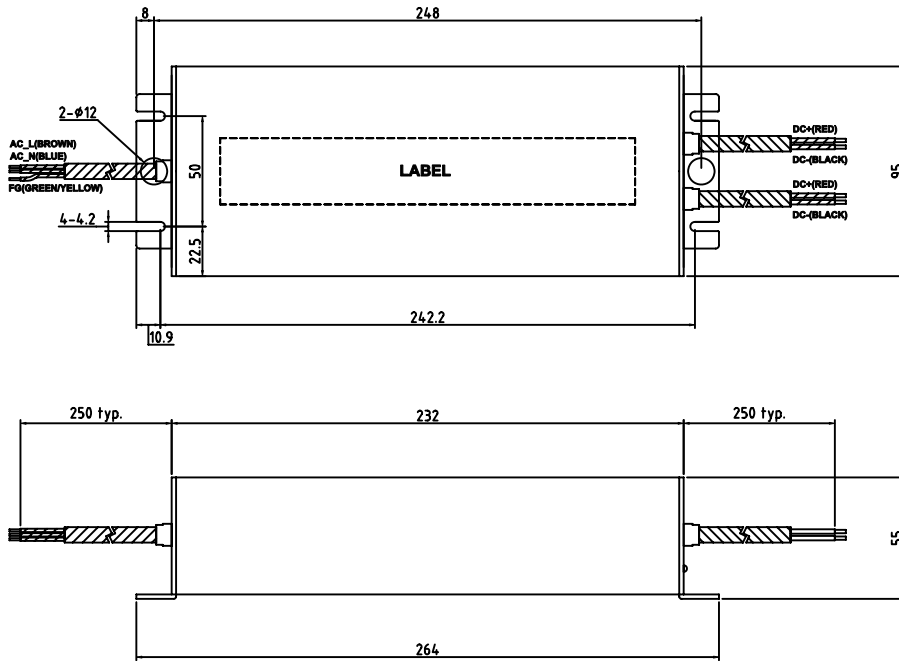 8
248
2-ø12
AC_L(BROWN)
AC_N(BLUE)
FG(GREEN/YELLOW)
4-4.2
50
22.5
LABEL
DC+(RED)
DC-(BLACK)
DC+(RED)
DC-(BLACK)
95
242.2
10.9
250 typ.
232
250 typ.
55
264